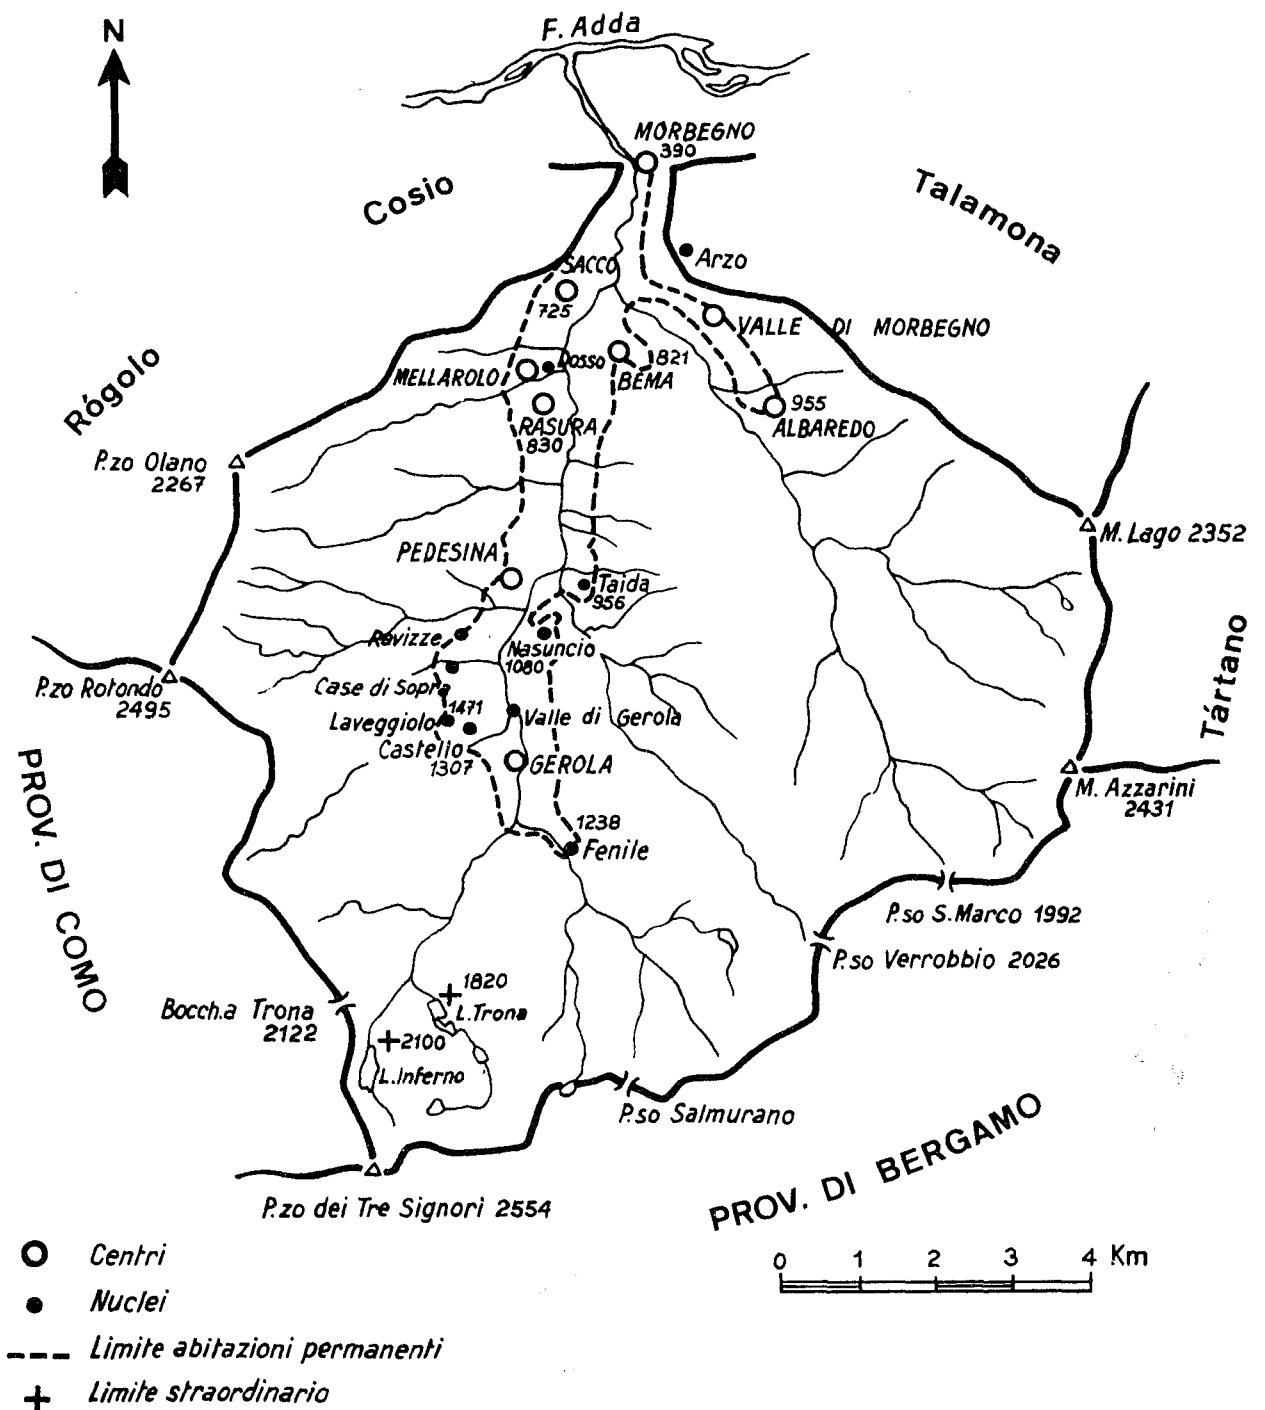 N
F. Adda
MORBEGNO
390
Cosio
Talamona
Arzo
SACCO
725
VALLE DI MORBEGNO
Dosso
821
BEMA
MELLAROLO
RASURA
830
955
ALBAREDO
Rógolo
P.zo Olano
2267
M. Lago 2352
PEDESINA
Taida
956
Ravizze
Nasuncio
1080
Tártano
P.zo Rotondo
2495
Case di Sopra
1471
Laveggiolo
Valle di Gerola
Castello
1307
GEROLA
M. Azzarini
2431
PROV. DI COMO
1238
Fenile
P.so S. Marco 1992
P.so Verrobbio 2026
Bocch.a Trona
2122
1820
L. Trona
2100
L. Inferno
P.so Salmurano
PROV. DI BERGAMO
P.zo dei Tre Signori 2554
Centri
Nuclei
Limite abitazioni permanenti
Limite straordinario
0 1 2 3 4 Km